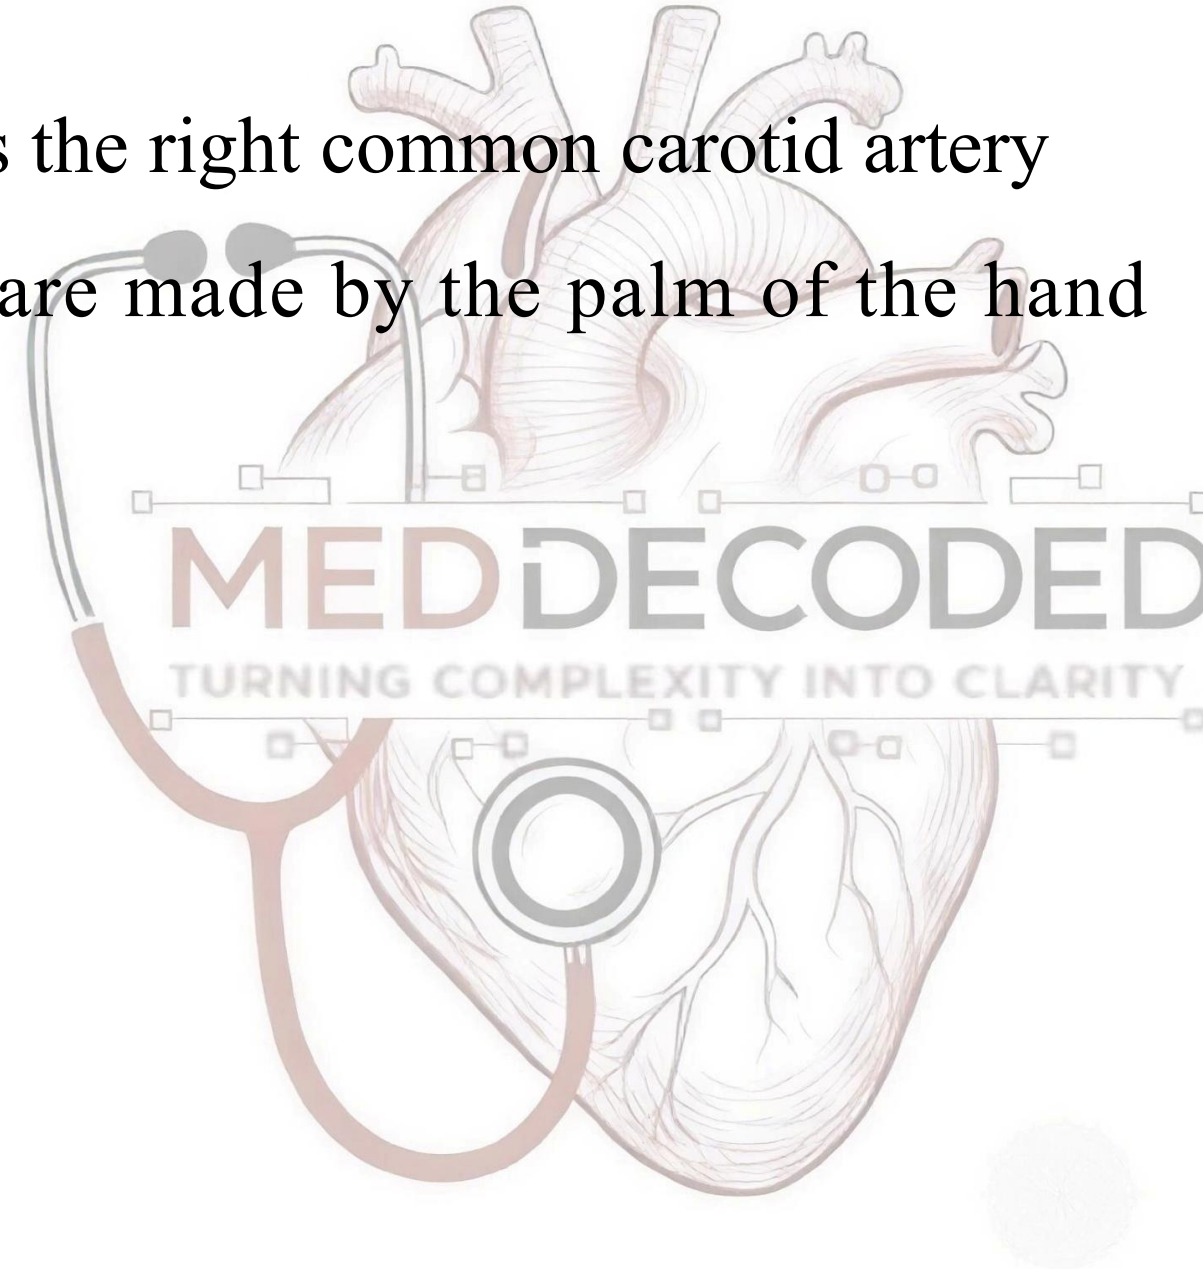 s the right common carotid artery
are made by the palm of the hand
MEDDECODED
TURNING COMPLEXITY INTO CLARITY